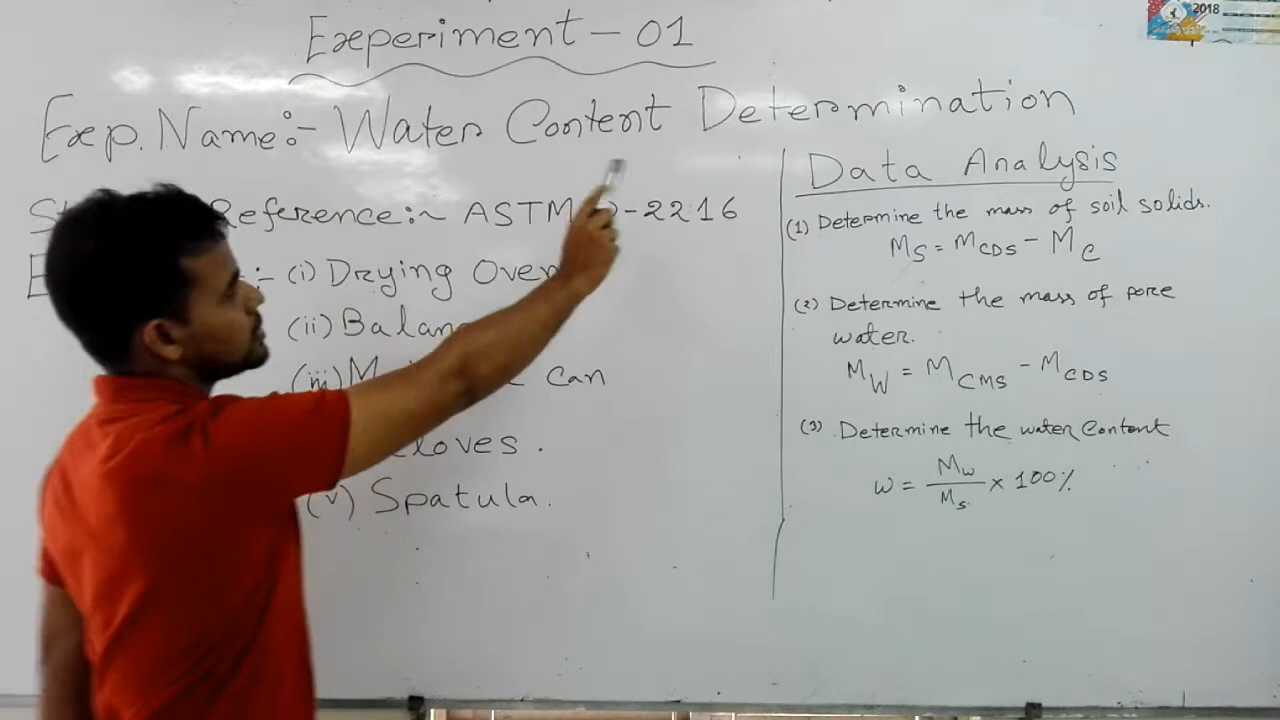 2018
Experiment - 01
Exp. Name:- Water Content Determination
Reference:~ ASTM -2216
:- (i) Drying Oven
(ii)
(iii) Can
(v) Spatula.
Data Analysis
(1) Determine the mass of soil solids.
MS = MCDS - MC
(2) Determine the mass of pore
water.
MW = MCMS - MCDS
(3) Determine the water Content
w = Mw/Ms × 100%